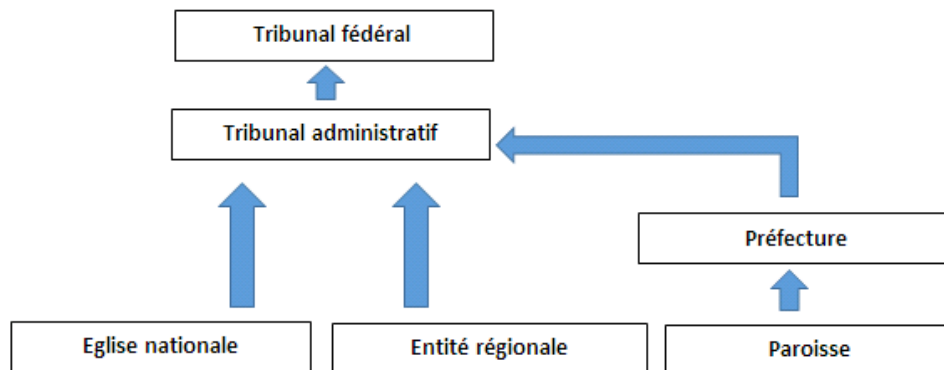 Tribunal fédéral
Tribunal administratif
Préfecture
Eglise nationale
Entité régionale
Paroisse